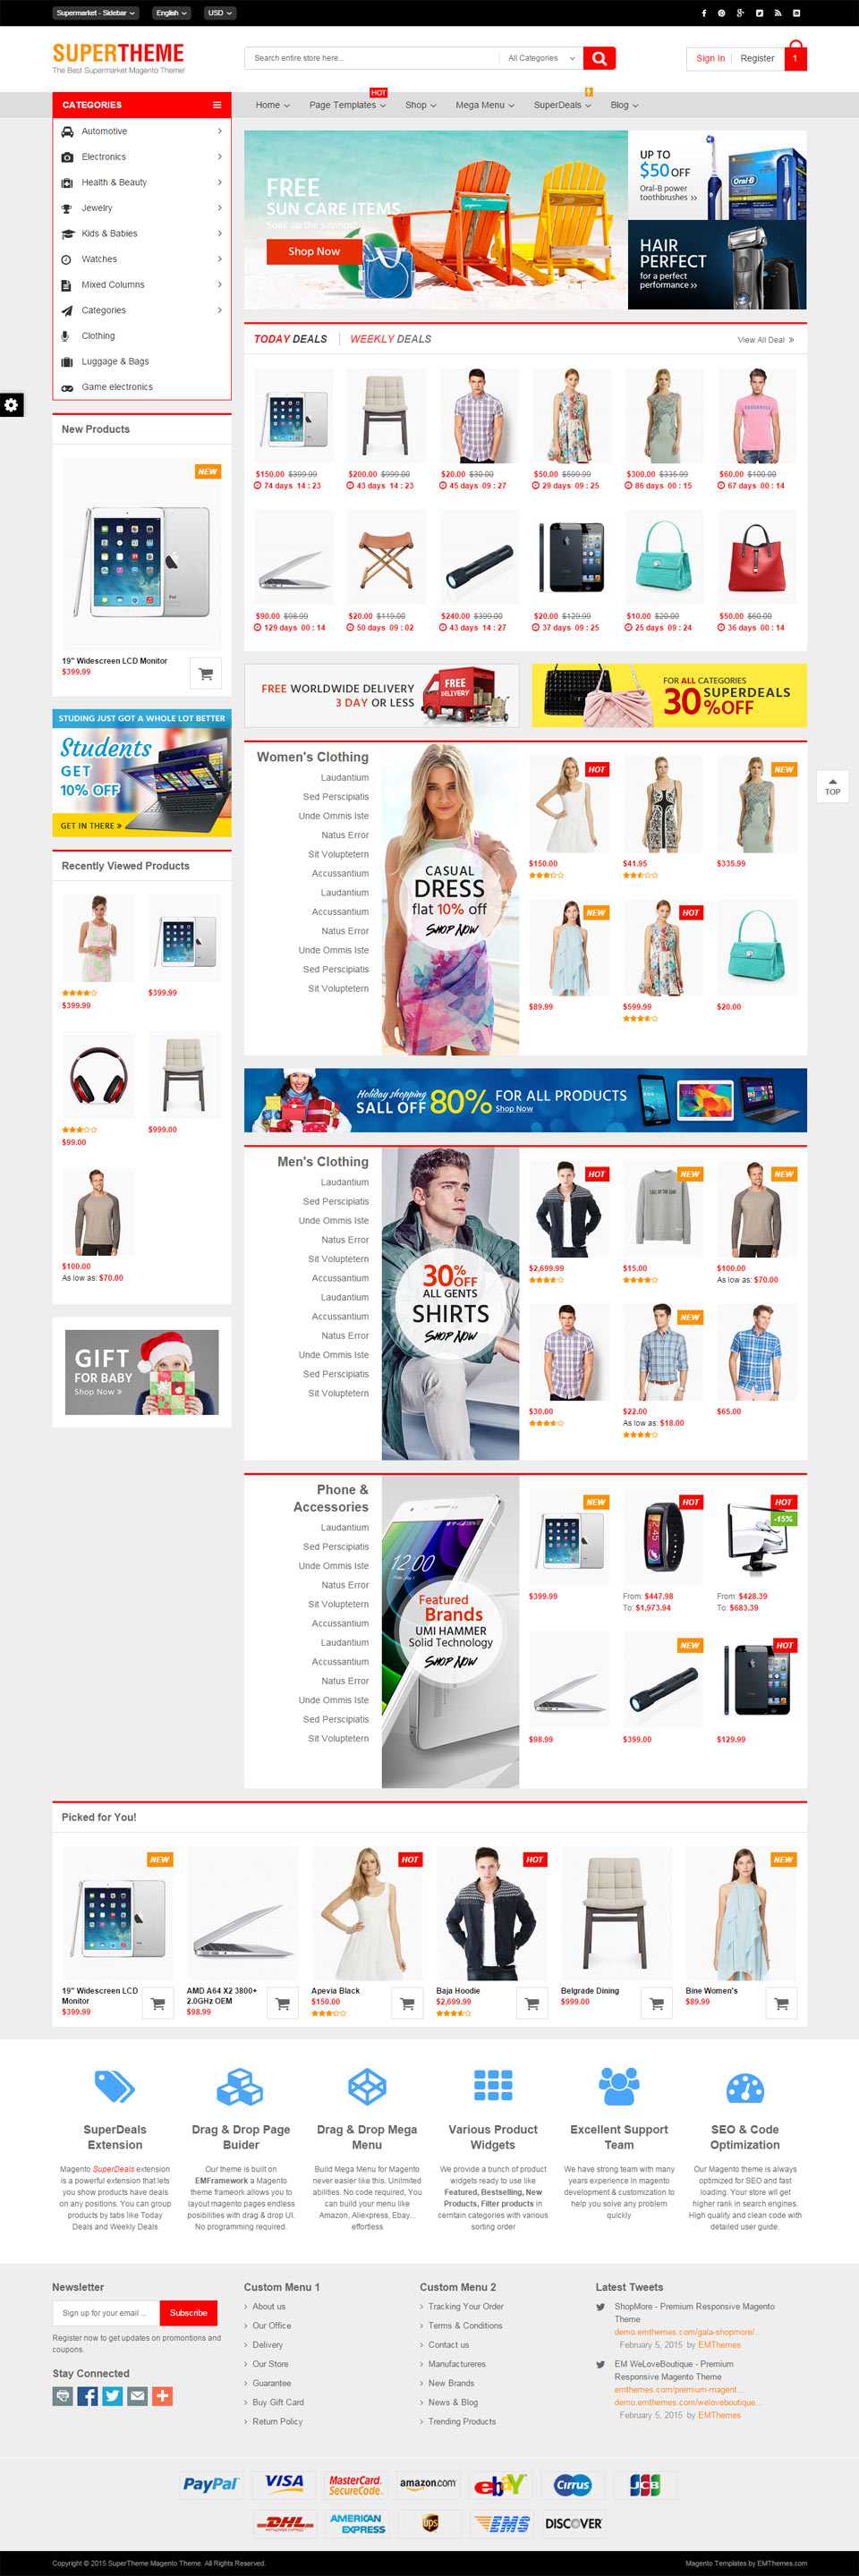 Supermarket - Sidebar
English
USD
SUPERTHEME
The Best Supermarket Magento Theme!
Search entire store here...
All Categories
Sign In
Register
1
CATEGORIES
Home
Page Templates
HOT
Shop
Mega Menu
SuperDeals
Blog
Automotive
Electronics
Health & Beauty
Jewelry
Kids & Babies
Watches
Mixed Columns
Categories
Clothing
Luggage & Bags
Game electronics
FREE
SUN CARE ITEMS
Shop Now
UP TO
$50 OFF
Oral-B power
toothbrushes >>
Oral-B
HAIR
PERFECT
for a perfect
performance >>
TODAY DEALS
WEEKLY DEALS
View All Deal
$150.00 $399.99
74 days 14 : 23
$200.00 $999.00
43 days 14 : 23
$20.00 $30.00
45 days 09 : 27
$50.00 $599.99
29 days 09 : 25
$300.00 $335.99
86 days 00 : 15
$60.00 $100.00
67 days 00 : 14
$90.00 $98.99
129 days 00 : 14
$20.00 $119.00
50 days 09 : 02
$240.00 $399.00
43 days 14 : 27
$20.00 $129.99
37 days 09 : 25
$10.00 $20.00
25 days 09 : 24
$50.00 $60.00
36 days 00 : 14
New Products
NEW
19" Widescreen LCD Monitor
$399.99
FREE WORLDWIDE DELIVERY
3 DAY OR LESS
FREE
DELIVERY
FOR ALL CATEGORIES
30 SUPERDEALS
%OFF
STUDING JUST GOT A WHOLE LOT BETTER
Students
GET
10% OFF
GET IN THERE »
TOP
Women's Clothing
Laudantium
Sed Perscipiatis
Unde Ommis Iste
Natus Error
Sit Voluptetern
Accussantium
Laudantium
Accussantium
Natus Error
Unde Ommis Iste
Sed Perscipiatis
Sit Voluptetern
CASUAL
DRESS
flat 10% off
SHOP NOW
HOT
$150.00
$41.95
NEW
$335.99
NEW
$89.99
HOT
$599.99
$20.00
Recently Viewed Products
$399.99
$399.99
$99.00
$999.00
$100.00
As low as: $70.00
Holiday shopping
SALL OFF 80% FOR ALL PRODUCTS
Shop Now
GIFT
FOR BABY
Shop Now »
Men's Clothing
Laudantium
Sed Perscipiatis
Unde Ommis Iste
Natus Error
Sit Voluptetern
Accussantium
Laudantium
Accussantium
Natus Error
Unde Ommis Iste
Sed Perscipiatis
Sit Voluptetern
30%
OFF
ALL GENTS
SHIRTS
SHOP NOW
HOT
$2,699.99
NEW
$15.00
NEW
$100.00
As low as: $70.00
$30.00
NEW
$22.00
As low as: $18.00
$65.00
Phone &
Accessories
Laudantium
Sed Perscipiatis
Unde Ommis Iste
Natus Error
Sit Voluptetern
Accussantium
Laudantium
Accussantium
Natus Error
Unde Ommis Iste
Sed Perscipiatis
Sit Voluptetern
12:00
Featured
Brands
UMI HAMMER
Solid Technology
SHOP NOW
NEW
$399.99
HOT
From: $447.98
To: $1,973.94
HOT
-15%
From: $428.39
To: $683.39
$98.99
NEW
$399.00
HOT
$129.99
Picked for You!
NEW
19" Widescreen LCD
Monitor
$399.99
AMD A64 X2 3800+
2.0GHz OEM
$98.99
HOT
Apevia Black
$150.00
HOT
Baja Hoodie
$2,699.99
Belgrade Dining
$999.00
NEW
Bine Women's
$89.99
SuperDeals
Extension
Magento SuperDeals extension
is a powerful extension that lets
you show products have deals
on any positions. You can group
products by tabs like Today
Deals and Weekly Deals
Drag & Drop Page
Buider
Our theme is built on
EMFramework a Magento
theme frameork allows you to
layout magento pages endless
posibilities with drag & drop UI.
No programming required.
Drag & Drop Mega
Menu
Build Mega Menu for Magento
never easier like this. Unlimited
abilities. No code required, You
can build your menu like
Amazon, Aliexpress, Ebay...
effortless
Various Product
Widgets
We provide a bunch of product
widgets ready to use like
Featured, Bestselling, New
Products, Filter products in
cerntain categories with various
sorting order
Excellent Support
Team
We have strong team with many
years experience in magento
development & customization to
help you solve any problem
quickly
SEO & Code
Optimization
Our Magento theme is always
optimized for SEO and fast
loading. Your store will get
higher rank in search engines.
High quality and clean code with
detailed user guide.
Newsletter
Sign up for your email ...
Subscribe
Register now to get updates on promontions and
coupons.
Stay Connected
Custom Menu 1
About us
Our Office
Delivery
Our Store
Guarantee
Buy Gift Card
Return Policy
Custom Menu 2
Tracking Your Order
Terms & Conditions
Contact us
Manufactureres
New Brands
News & Blog
Trending Products
Latest Tweets
ShopMore - Premium Responsive Magento
Theme
demo.emthemes.com/gala-shopmore/...
February 5, 2015 by EMThemes
EM WeLoveBoutique - Premium
Responsive Magento Theme
emthemes.com/premium-magent...
demo.emthemes.com/weloveboutique...
February 5, 2015 by EMThemes
PayPal
VISA
MasterCard.
SecureCode.
amazon.com
ebay
Cirrus
JCB
DHL
AMERICAN
EXPRESS
ups
EMS
DISCOVER
Copyright © 2015 SuperTheme Magento Theme. All Rights Reserved.
Magento Templates by EMThemes.com